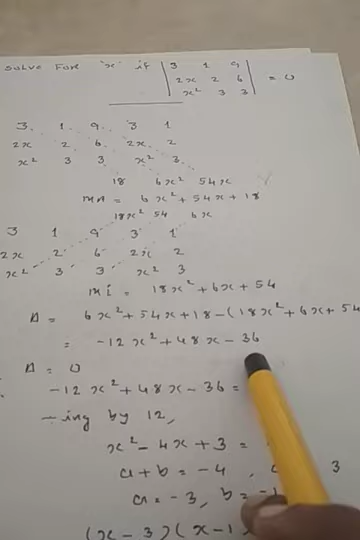 Solve For 'x' if | 3 1 9 |
| 2x 2 6 | = 0
| x² 3 3 |
3 1 9 3 1
2x 2 6 2x 2
x² 3 3 x² 3
18 6x² 54x
MA = 6x² + 54x + 18
18x² 54 6x
3 1 9 3 1
2x 2 6 2x 2
x² 3 3 x² 3
Mi = 18x² + 6x + 54
Δ = 6x² + 54x + 18 - (18x² + 6x + 54
= -12x² + 48x - 36
Δ = 0
-12x² + 48x - 36 =
÷ing by 12,
x² - 4x + 3 =
a + b = -4, 3
a = -3, b = -1
(x - 3)(x - 1)